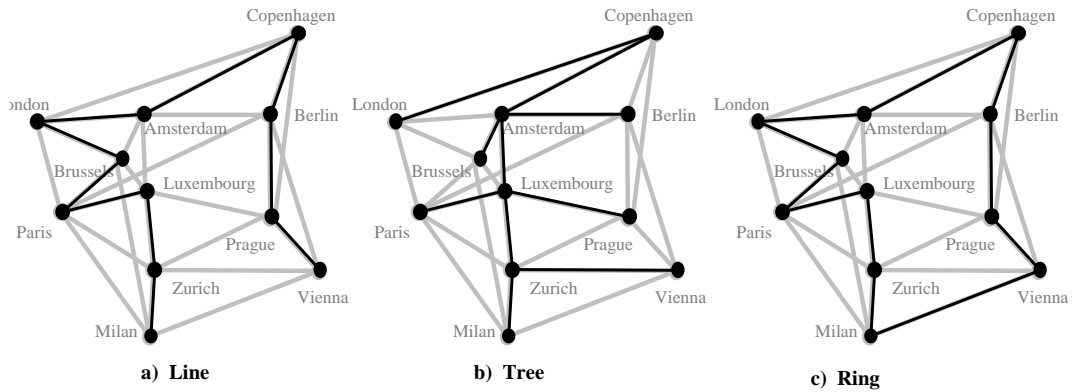 Copenhagen
ondon
Amsterdam
Berlin
Brussels
Luxembourg
Paris
Prague
Zurich
Vienna
Milan
a) Line
Copenhagen
London
Amsterdam
Berlin
Brussels
Luxembourg
Paris
Prague
Zurich
Vienna
Milan
b) Tree
Copenhagen
London
Amsterdam
Berlin
Brussels
Luxembourg
Paris
Prague
Zurich
Vienna
Milan
c) Ring